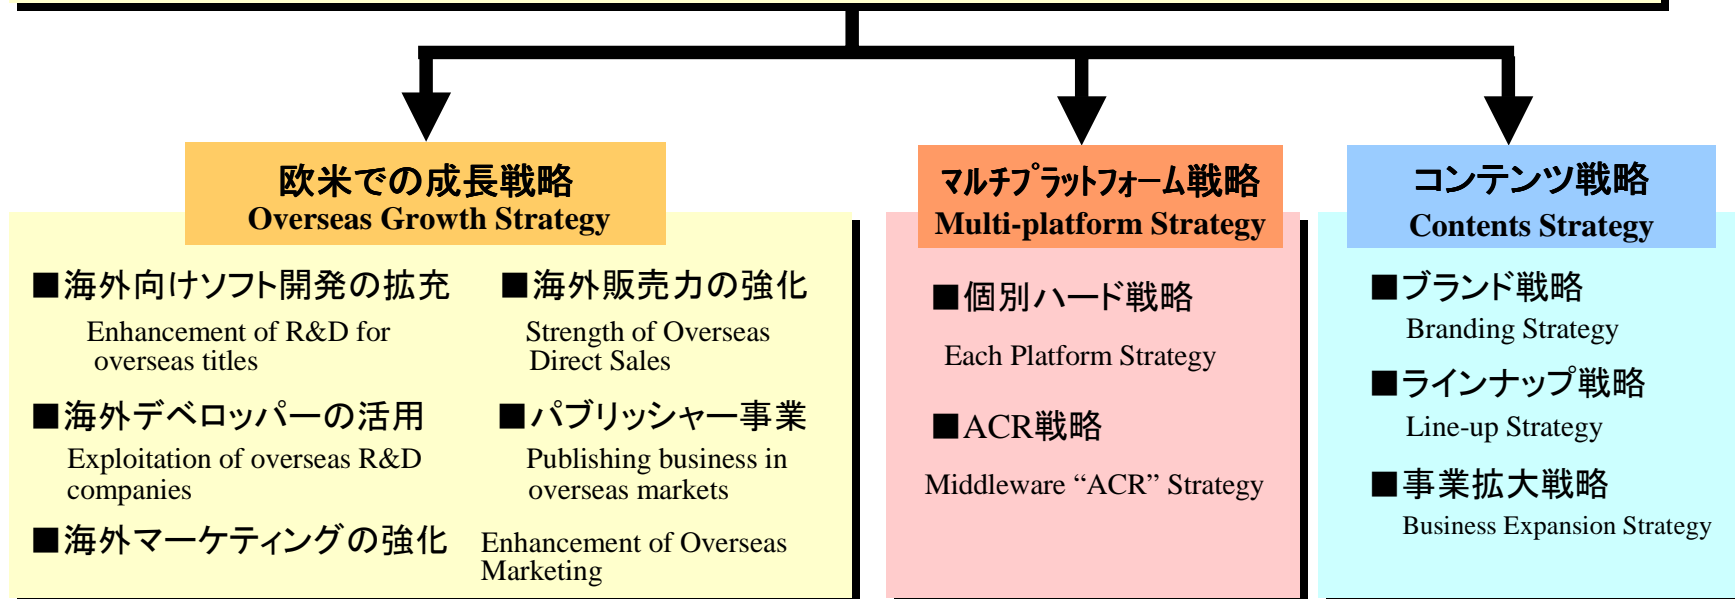 欧米での成長戦略
Overseas Growth Strategy
■海外向けソフト開発の拡充
Enhancement of R&D for
overseas titles
■海外販売力の強化
Strength of Overseas
Direct Sales
■海外デベロッパーの活用
Exploitation of overseas R&D
companies
■パブリッシャー事業
Publishing business in
overseas markets
■海外マーケティングの強化
Enhancement of Overseas
Marketing
マルチプラットフォーム戦略
Multi-platform Strategy
■個別ハード戦略
Each Platform Strategy
■ACR戦略
Middleware “ACR” Strategy
コンテンツ戦略
Contents Strategy
■ブランド戦略
Branding Strategy
■ラインナップ戦略
Line-up Strategy
■事業拡大戦略
Business Expansion Strategy